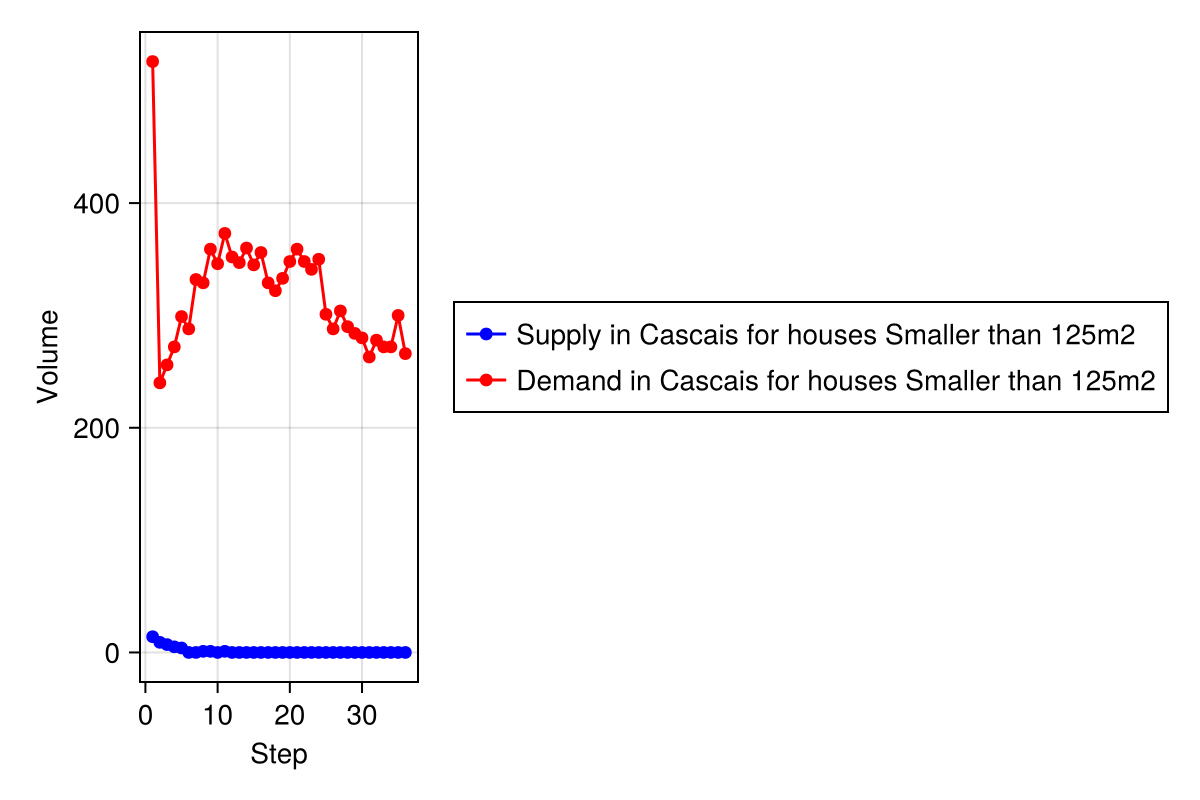 Volume
400
200
0
0 10 20 30
Step
Supply in Cascais for houses Smaller than 125m2
Demand in Cascais for houses Smaller than 125m2